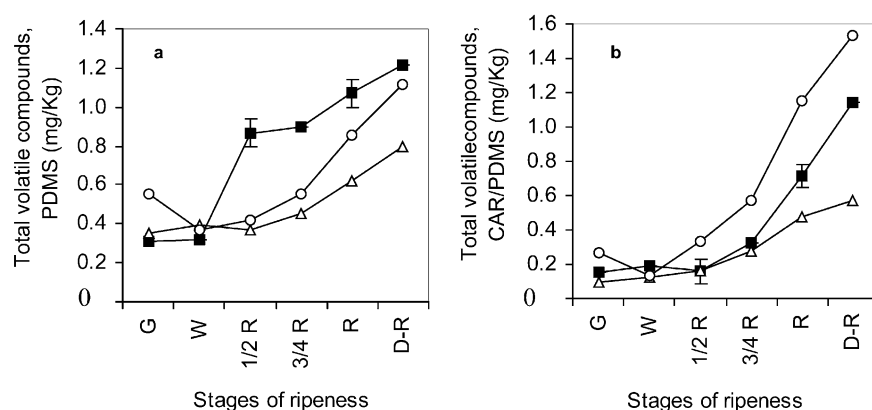 Total volatile compounds,
PDMS (mg/Kg)
1.4
1.2
1.0
0.8
0.6
0.4
0.2
0
a
G
W
1/2 R
3/4 R
R
D-R
Stages of ripeness
Total volatilecompounds,
CAR/PDMS (mg/Kg)
1.6
1.4
1.2
1.0
0.8
0.6
0.4
0.2
0
b
G
W
1/2 R
3/4 R
R
D-R
Stages of ripeness